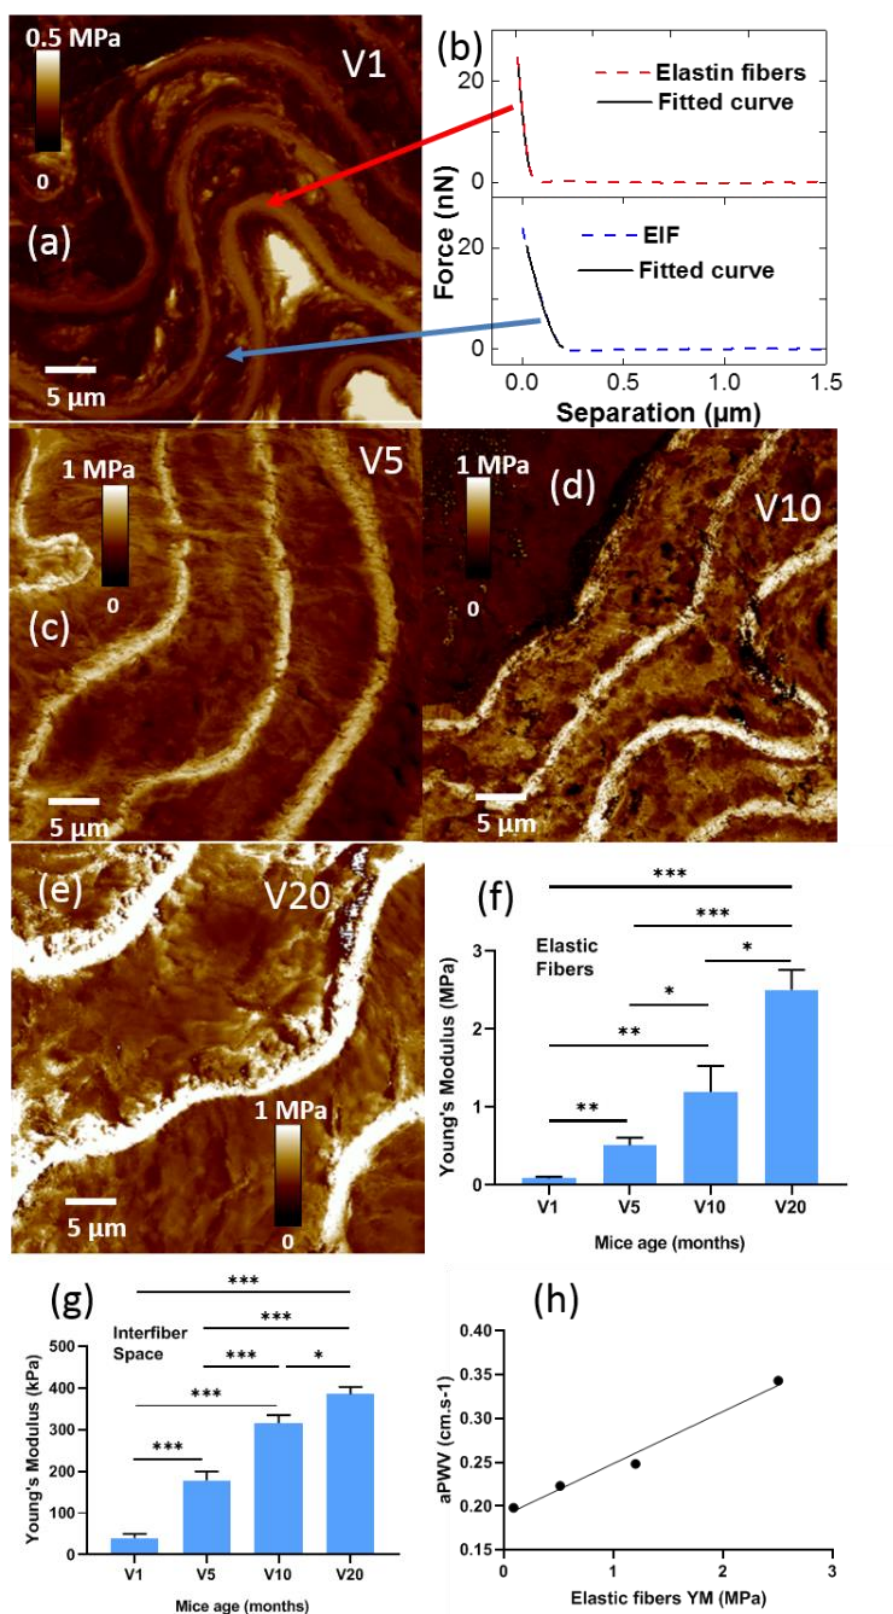 0.5 MPa
V1
0
(a)
5 µm
(b)
20
0
20
0
Force (nN)
Elastin fibers
Fitted curve
EIF
Fitted curve
0.0 0.5 1.0 1.5
Separation (µm)
1 MPa
V5
0
(c)
5 µm
1 MPa
(d)
V10
0
5 µm
(e)
V20
1 MPa
0
5 µm
(f)
***
***
*
Elastic
Fibers
*
**
**
3
2
1
0
Young's Modulus (MPa)
V1 V5 V10 V20
Mice age (months)
(g)
***
***
Interfiber
Space
*** *
***
***
500
400
300
200
100
0
Young's Modulus (kPa)
V1 V5 V10 V20
Mice age (months)
(h)
0.40
0.35
0.30
0.25
0.20
0.15
aPWV (cm.s-1)
0 1 2 3
Elastic fibers YM (MPa)